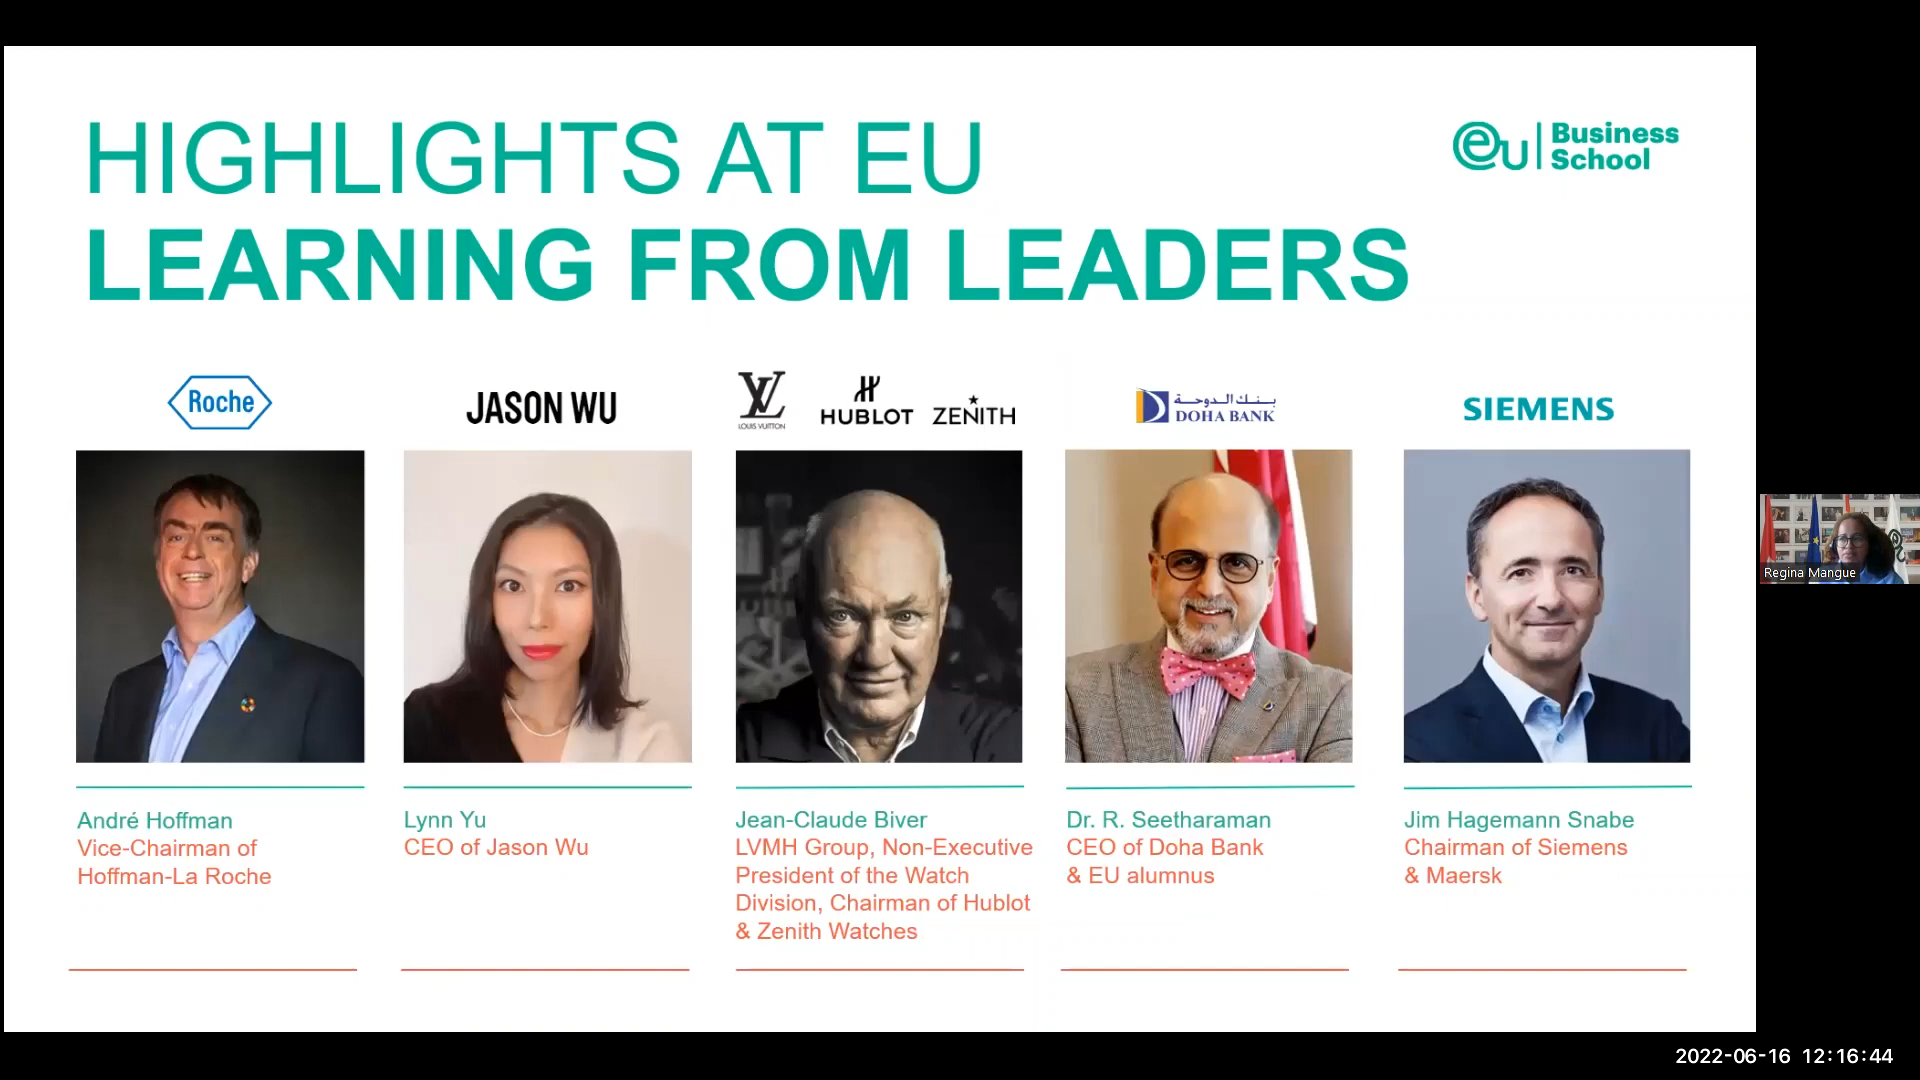 HIGHLIGHTS AT EU
LEARNING FROM LEADERS
eu Business
School
Roche
JASON WU
LV
LOUIS VUITTON
HUBLOT
ZENITH
بنك الدوحة
DOHA BANK
SIEMENS
André Hoffman
Vice-Chairman of
Hoffman-La Roche
Lynn Yu
CEO of Jason Wu
Jean-Claude Biver
LVMH Group, Non-Executive
President of the Watch
Division, Chairman of Hublot
& Zenith Watches
Dr. R. Seetharaman
CEO of Doha Bank
& EU alumnus
Jim Hagemann Snabe
Chairman of Siemens
& Maersk
Regina Mangue
2022-06-16 12:16:44